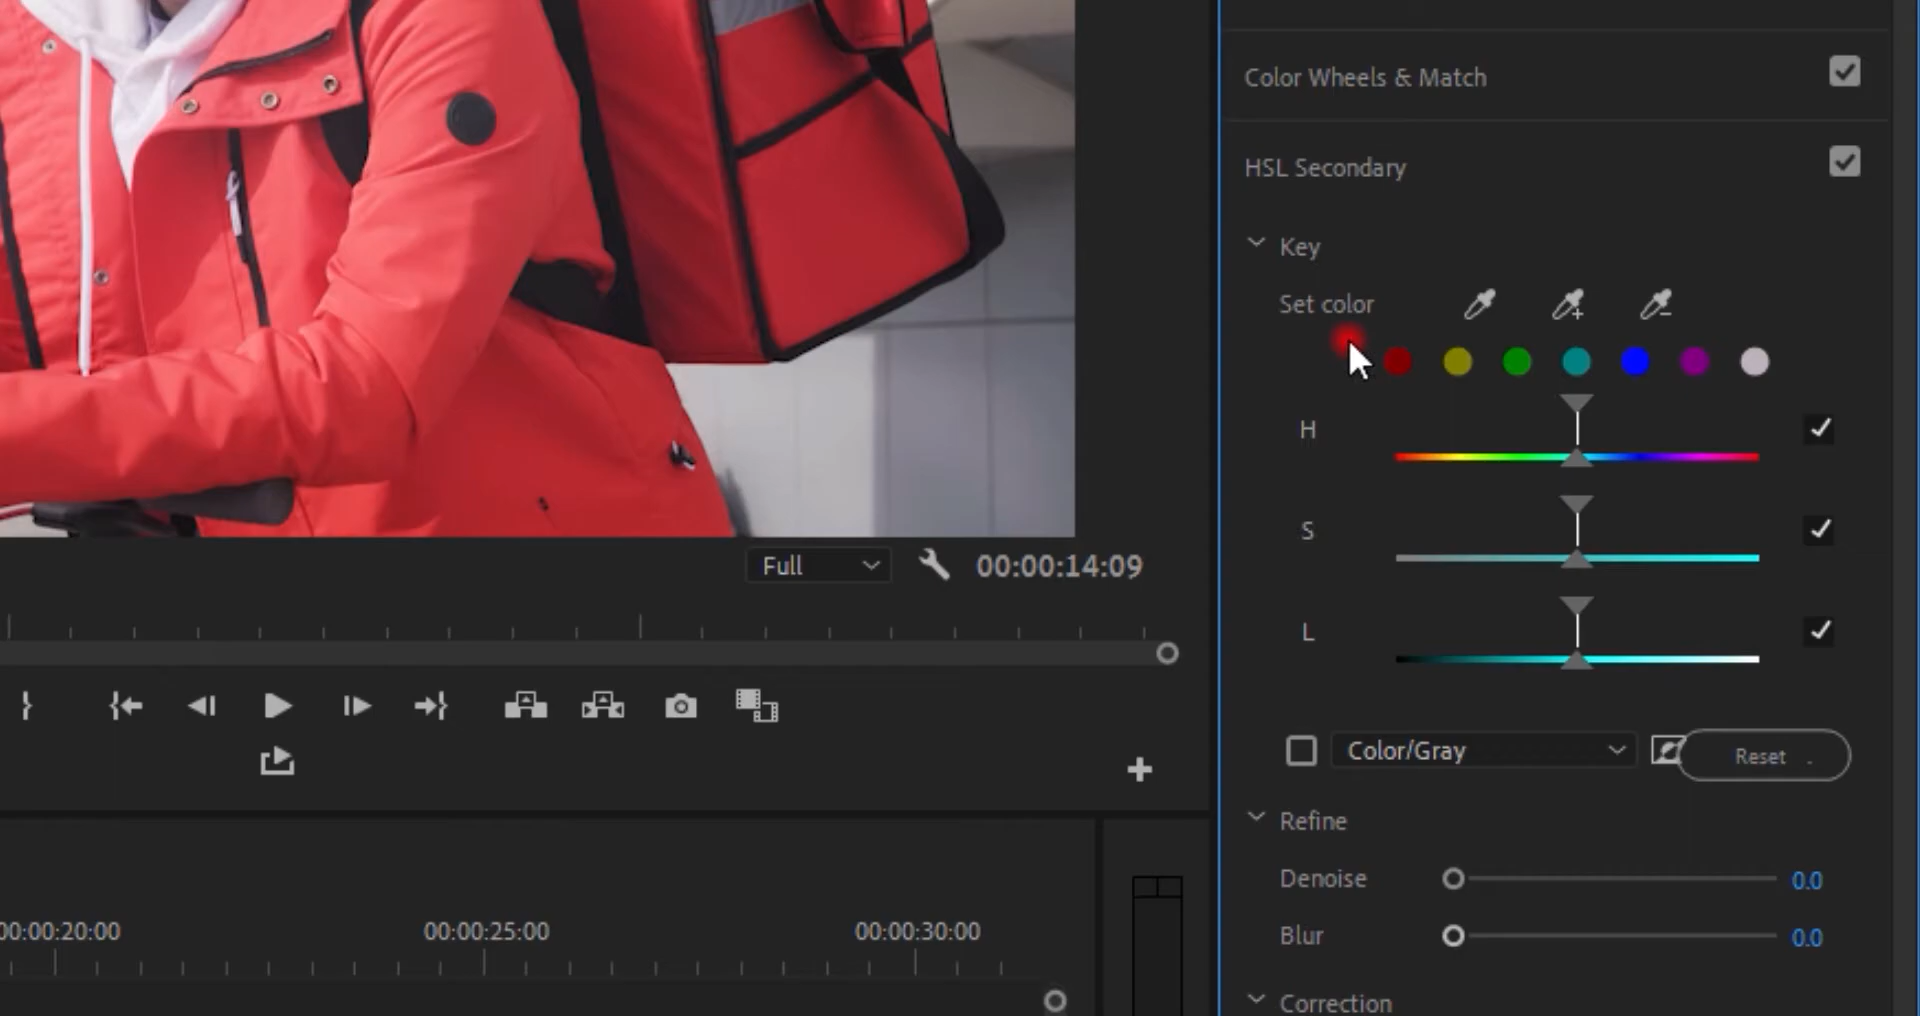 Color Wheels & Match
HSL Secondary
Key
Set color
H
S
L
Full
00:00:14:09
Color/Gray
Reset
Refine
Denoise
0.0
Blur
0.0
Correction
00:00:20:00
00:00:25:00
00:00:30:00